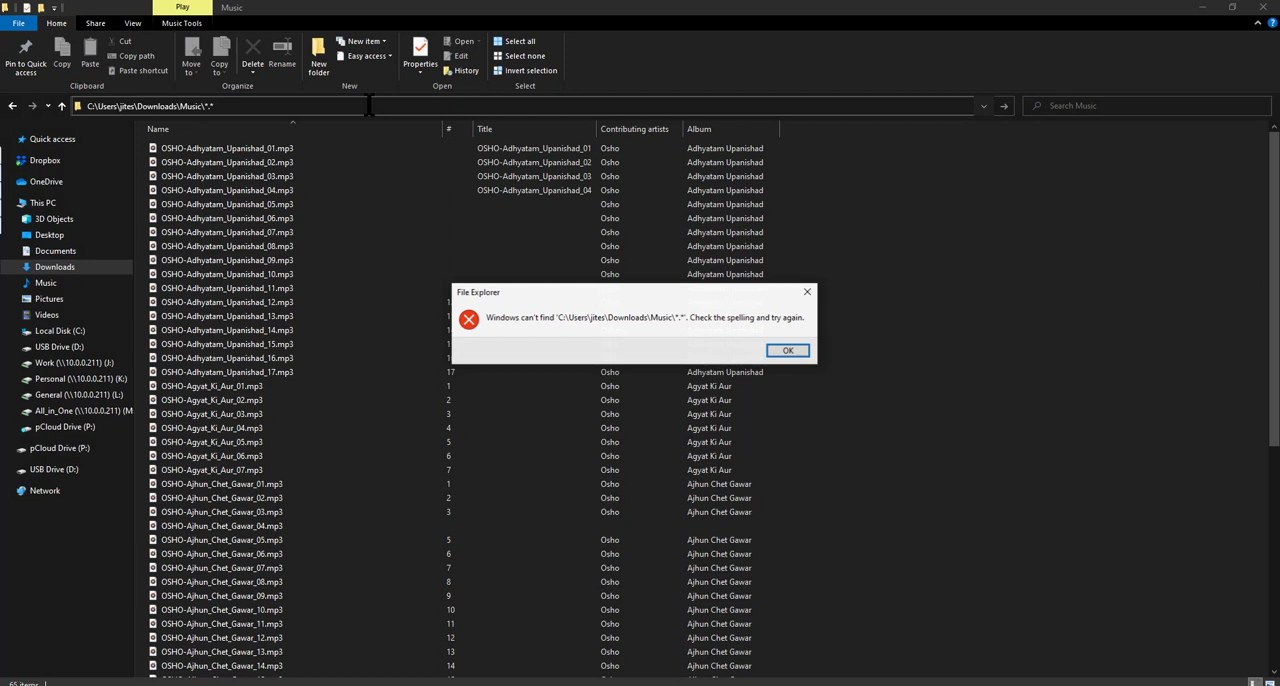 Play
Music
File
Home
Share
View
Music Tools
Pin to Quick access
Copy
Paste
Cut
Copy path
Paste shortcut
Clipboard
Move to
Copy to
Delete
Rename
Organize
New folder
New item
Easy access
New
Properties
Open
Edit
History
Open
Select all
Select none
Invert selection
Select
C:\Users\jites\Downloads\Music\*.*
Search Music
Quick access
Dropbox
OneDrive
This PC
3D Objects
Desktop
Documents
Downloads
Music
Pictures
Videos
Local Disk (C:)
USB Drive (D:)
Work (\\10.0.0.211) (J:)
Personal (\\10.0.0.211) (K:)
General (\\10.0.0.211) (L:)
All_in_One (\\10.0.0.211) (M
pCloud Drive (P:)
pCloud Drive (P:)
USB Drive (D:)
Network
Name # Title Contributing artists Album
OSHO-Adhyatam_Upanishad_01.mp3 OSHO-Adhyatam_Upanishad_01 Osho Adhyatam Upanishad
OSHO-Adhyatam_Upanishad_02.mp3 OSHO-Adhyatam_Upanishad_02 Osho Adhyatam Upanishad
OSHO-Adhyatam_Upanishad_03.mp3 OSHO-Adhyatam_Upanishad_03 Osho Adhyatam Upanishad
OSHO-Adhyatam_Upanishad_04.mp3 OSHO-Adhyatam_Upanishad_04 Osho Adhyatam Upanishad
OSHO-Adhyatam_Upanishad_05.mp3 Osho Adhyatam Upanishad
OSHO-Adhyatam_Upanishad_06.mp3 Osho Adhyatam Upanishad
OSHO-Adhyatam_Upanishad_07.mp3 Osho Adhyatam Upanishad
OSHO-Adhyatam_Upanishad_08.mp3 Osho Adhyatam Upanishad
OSHO-Adhyatam_Upanishad_09.mp3 Osho Adhyatam Upanishad
OSHO-Adhyatam_Upanishad_10.mp3 Osho Adhyatam Upanishad
OSHO-Adhyatam_Upanishad_11.mp3
OSHO-Adhyatam_Upanishad_12.mp3
OSHO-Adhyatam_Upanishad_13.mp3
OSHO-Adhyatam_Upanishad_14.mp3
OSHO-Adhyatam_Upanishad_15.mp3
OSHO-Adhyatam_Upanishad_16.mp3
OSHO-Adhyatam_Upanishad_17.mp3 17 Osho Adhyatam Upanishad
OSHO-Agyat_Ki_Aur_01.mp3 1 Osho Agyat Ki Aur
OSHO-Agyat_Ki_Aur_02.mp3 2 Osho Agyat Ki Aur
OSHO-Agyat_Ki_Aur_03.mp3 3 Osho Agyat Ki Aur
OSHO-Agyat_Ki_Aur_04.mp3 4 Osho Agyat Ki Aur
OSHO-Agyat_Ki_Aur_05.mp3 5 Osho Agyat Ki Aur
OSHO-Agyat_Ki_Aur_06.mp3 6 Osho Agyat Ki Aur
OSHO-Agyat_Ki_Aur_07.mp3 7 Osho Agyat Ki Aur
OSHO-Ajhun_Chet_Gawar_01.mp3 1 Osho Ajhun Chet Gawar
OSHO-Ajhun_Chet_Gawar_02.mp3 2 Osho Ajhun Chet Gawar
OSHO-Ajhun_Chet_Gawar_03.mp3 3 Osho Ajhun Chet Gawar
OSHO-Ajhun_Chet_Gawar_04.mp3
OSHO-Ajhun_Chet_Gawar_05.mp3 5 Osho Ajhun Chet Gawar
OSHO-Ajhun_Chet_Gawar_06.mp3 6 Osho Ajhun Chet Gawar
OSHO-Ajhun_Chet_Gawar_07.mp3 7 Osho Ajhun Chet Gawar
OSHO-Ajhun_Chet_Gawar_08.mp3 8 Osho Ajhun Chet Gawar
OSHO-Ajhun_Chet_Gawar_09.mp3 9 Osho Ajhun Chet Gawar
OSHO-Ajhun_Chet_Gawar_10.mp3 10 Osho Ajhun Chet Gawar
OSHO-Ajhun_Chet_Gawar_11.mp3 11 Osho Ajhun Chet Gawar
OSHO-Ajhun_Chet_Gawar_12.mp3 12 Osho Ajhun Chet Gawar
OSHO-Ajhun_Chet_Gawar_13.mp3 13 Osho Ajhun Chet Gawar
OSHO-Ajhun_Chet_Gawar_14.mp3 14 Osho Ajhun Chet Gawar
File Explorer
Windows can't find 'C:\Users\jites\Downloads\Music\*.*'. Check the spelling and try again.
OK
65 items